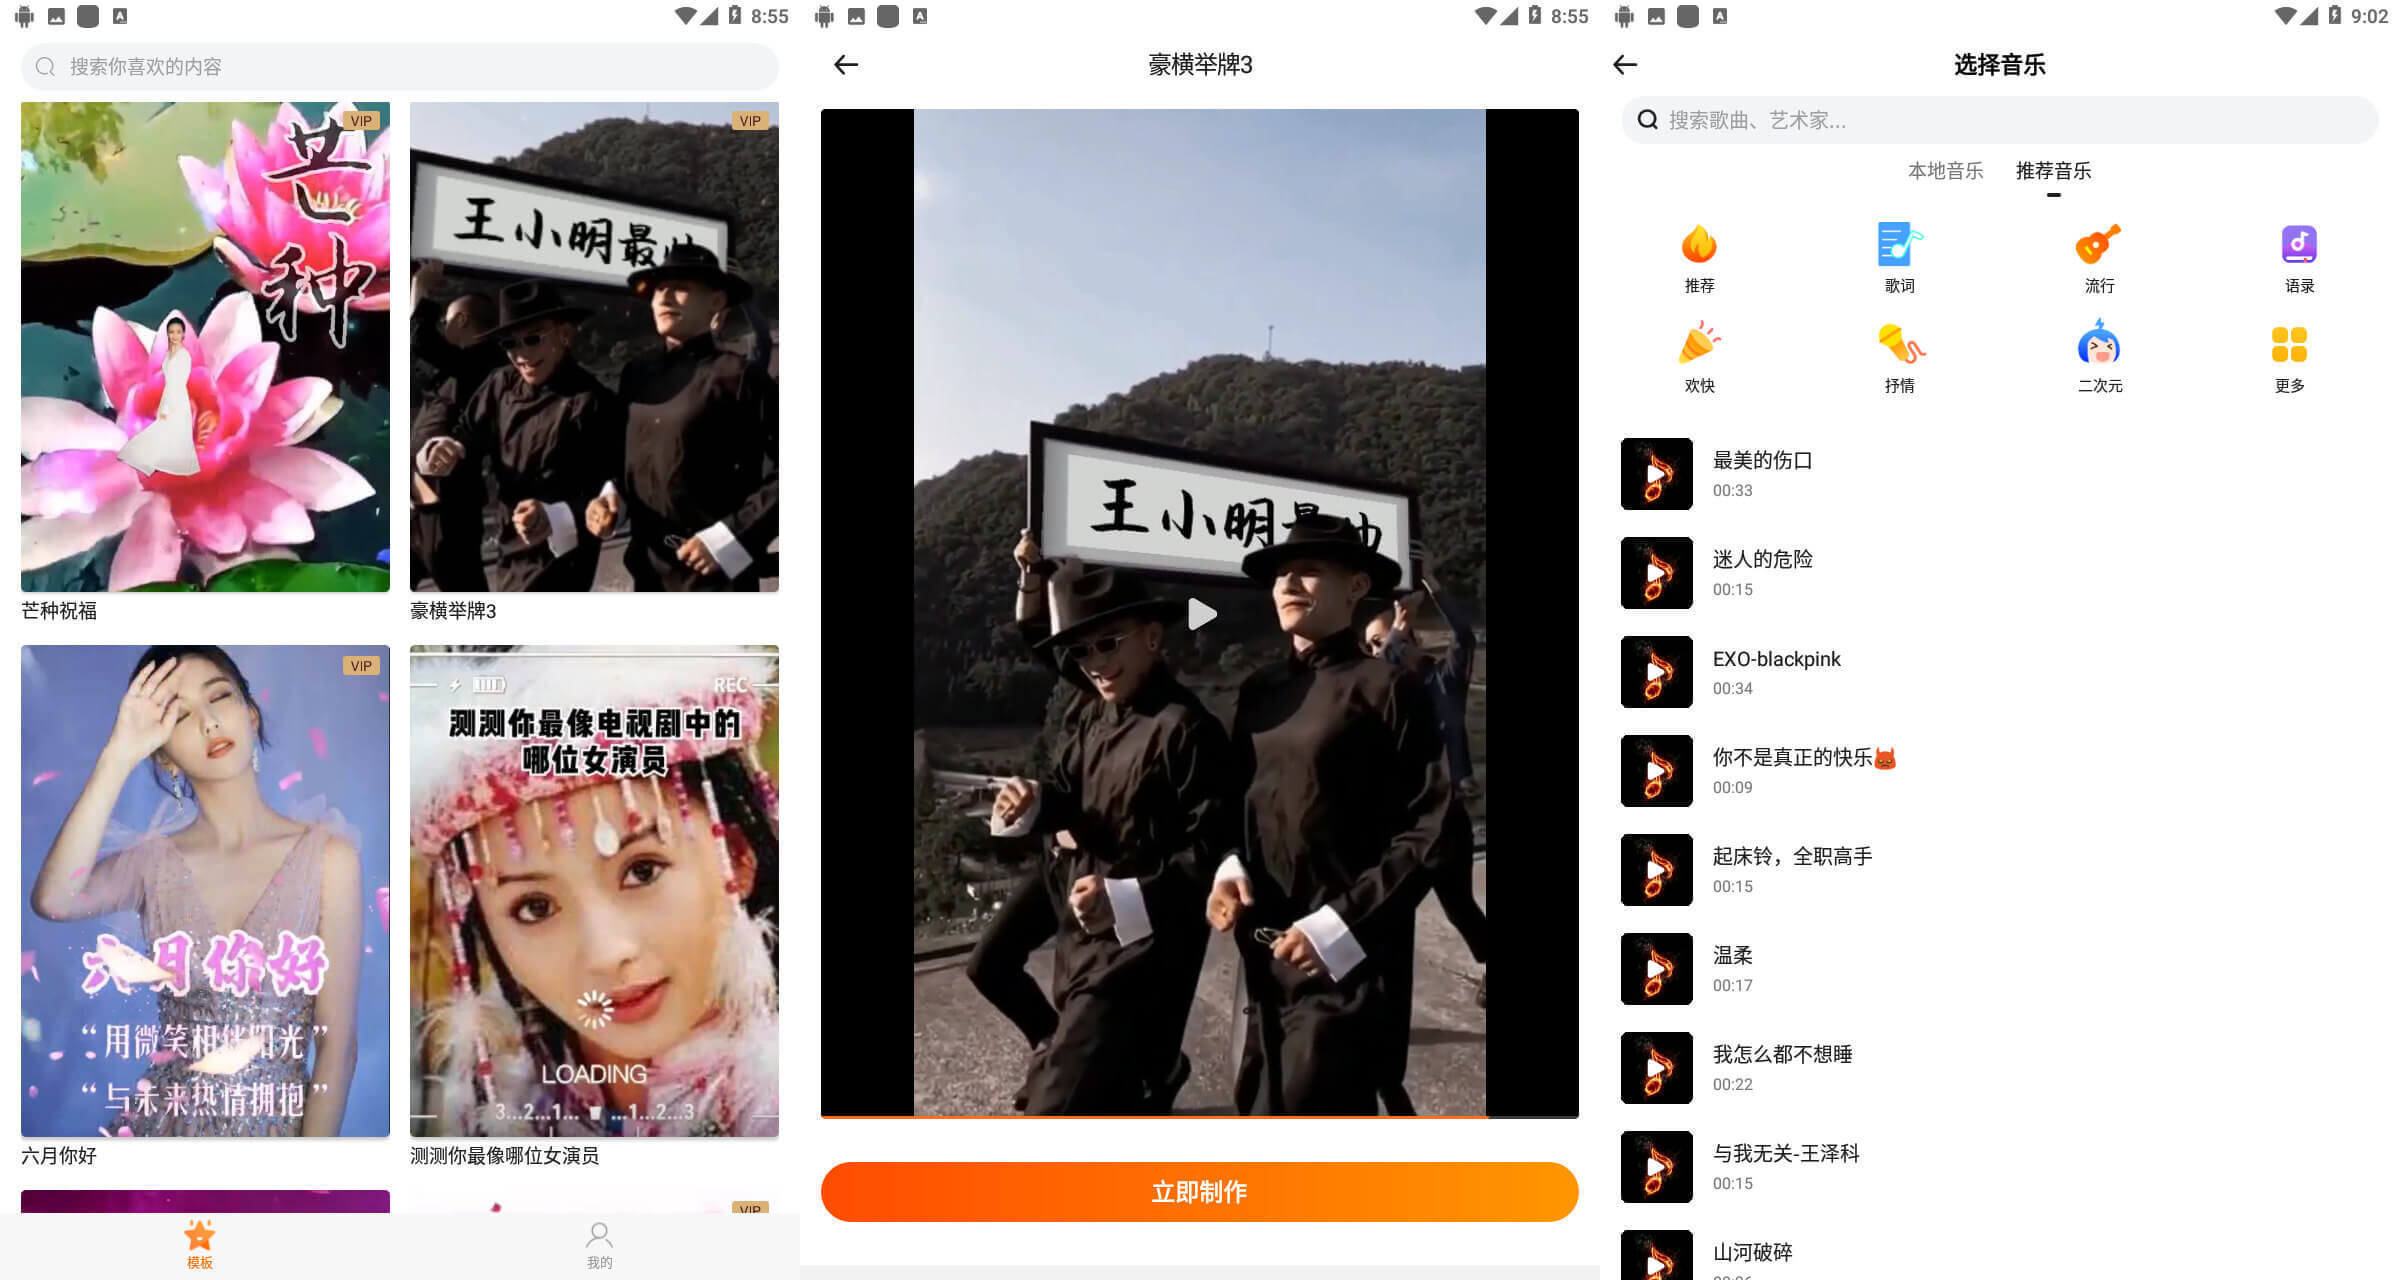 8:55
搜索你喜欢的内容
VIP
芒
种
芒种祝福
VIP
王小明最帅
豪横举牌3
VIP
六月你好
“用微笑相伴阳光”
“与未来热情拥抱”
六月你好
REC
测测你最像电视剧中的
哪位女演员
LOADING
3...2...1... ...1...2...3
测测你最像哪位女演员
VIP
模板
我的
8:55
豪横举牌3
王小明最帅
立即制作
9:02
选择音乐
搜索歌曲、艺术家...
本地音乐 推荐音乐
推荐 歌词 流行 语录
欢快 抒情 二次元 更多
最美的伤口
00:33
迷人的危险
00:15
EXO-blackpink
00:34
你不是真正的快乐👹
00:09
起床铃，全职高手
00:15
温柔
00:17
我怎么都不想睡
00:22
与我无关-王泽科
00:15
山河破碎